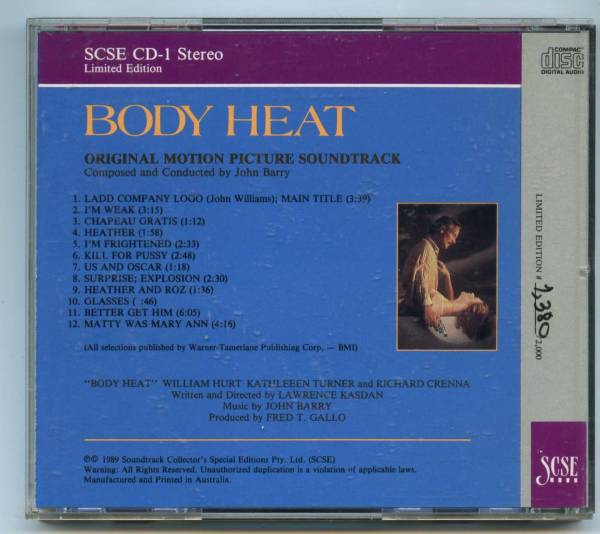 SCSE CD-1 Stereo
Limited Edition
COMPACT
disc
DIGITAL AUDIO
BODY HEAT
ORIGINAL MOTION PICTURE SOUNDTRACK
Composed and Conducted by John Barry
1. LADD COMPANY LOGO (John Williams); MAIN TITLE (3:39)
2. I'M WEAK (3:15)
3. CHAPEAU GRATIS (1:12)
4. HEATHER (1:58)
5. I'M FRIGHTENED (2:33)
6. KILL FOR PUSSY (2:48)
7. US AND OSCAR (1:18)
8. SURPRISE; EXPLOSION (2:30)
9. HEATHER AND ROZ (1:36)
10. GLASSES ( :46)
11. BETTER GET HIM (6:05)
12. MATTY WAS MARY ANN (4:16)
(All selections published by Warner-Tamerlane Publishing Corp. — BMI)
"BODY HEAT" WILLIAM HURT KATHLEEEN TURNER and RICHARD CRENNA
Written and Directed by LAWRENCE KASDAN
Music by JOHN BARRY
Produced by FRED T. GALLO
℗© 1989 Soundtrack Collector's Special Editions Pty. Ltd. (SCSE)
Warning: All Rights Reserved. Unauthorized duplication is a violation of applicable laws.
Manufactured and Printed in Australia.
LIMITED EDITION # 1,380 / 2,000
SCSE